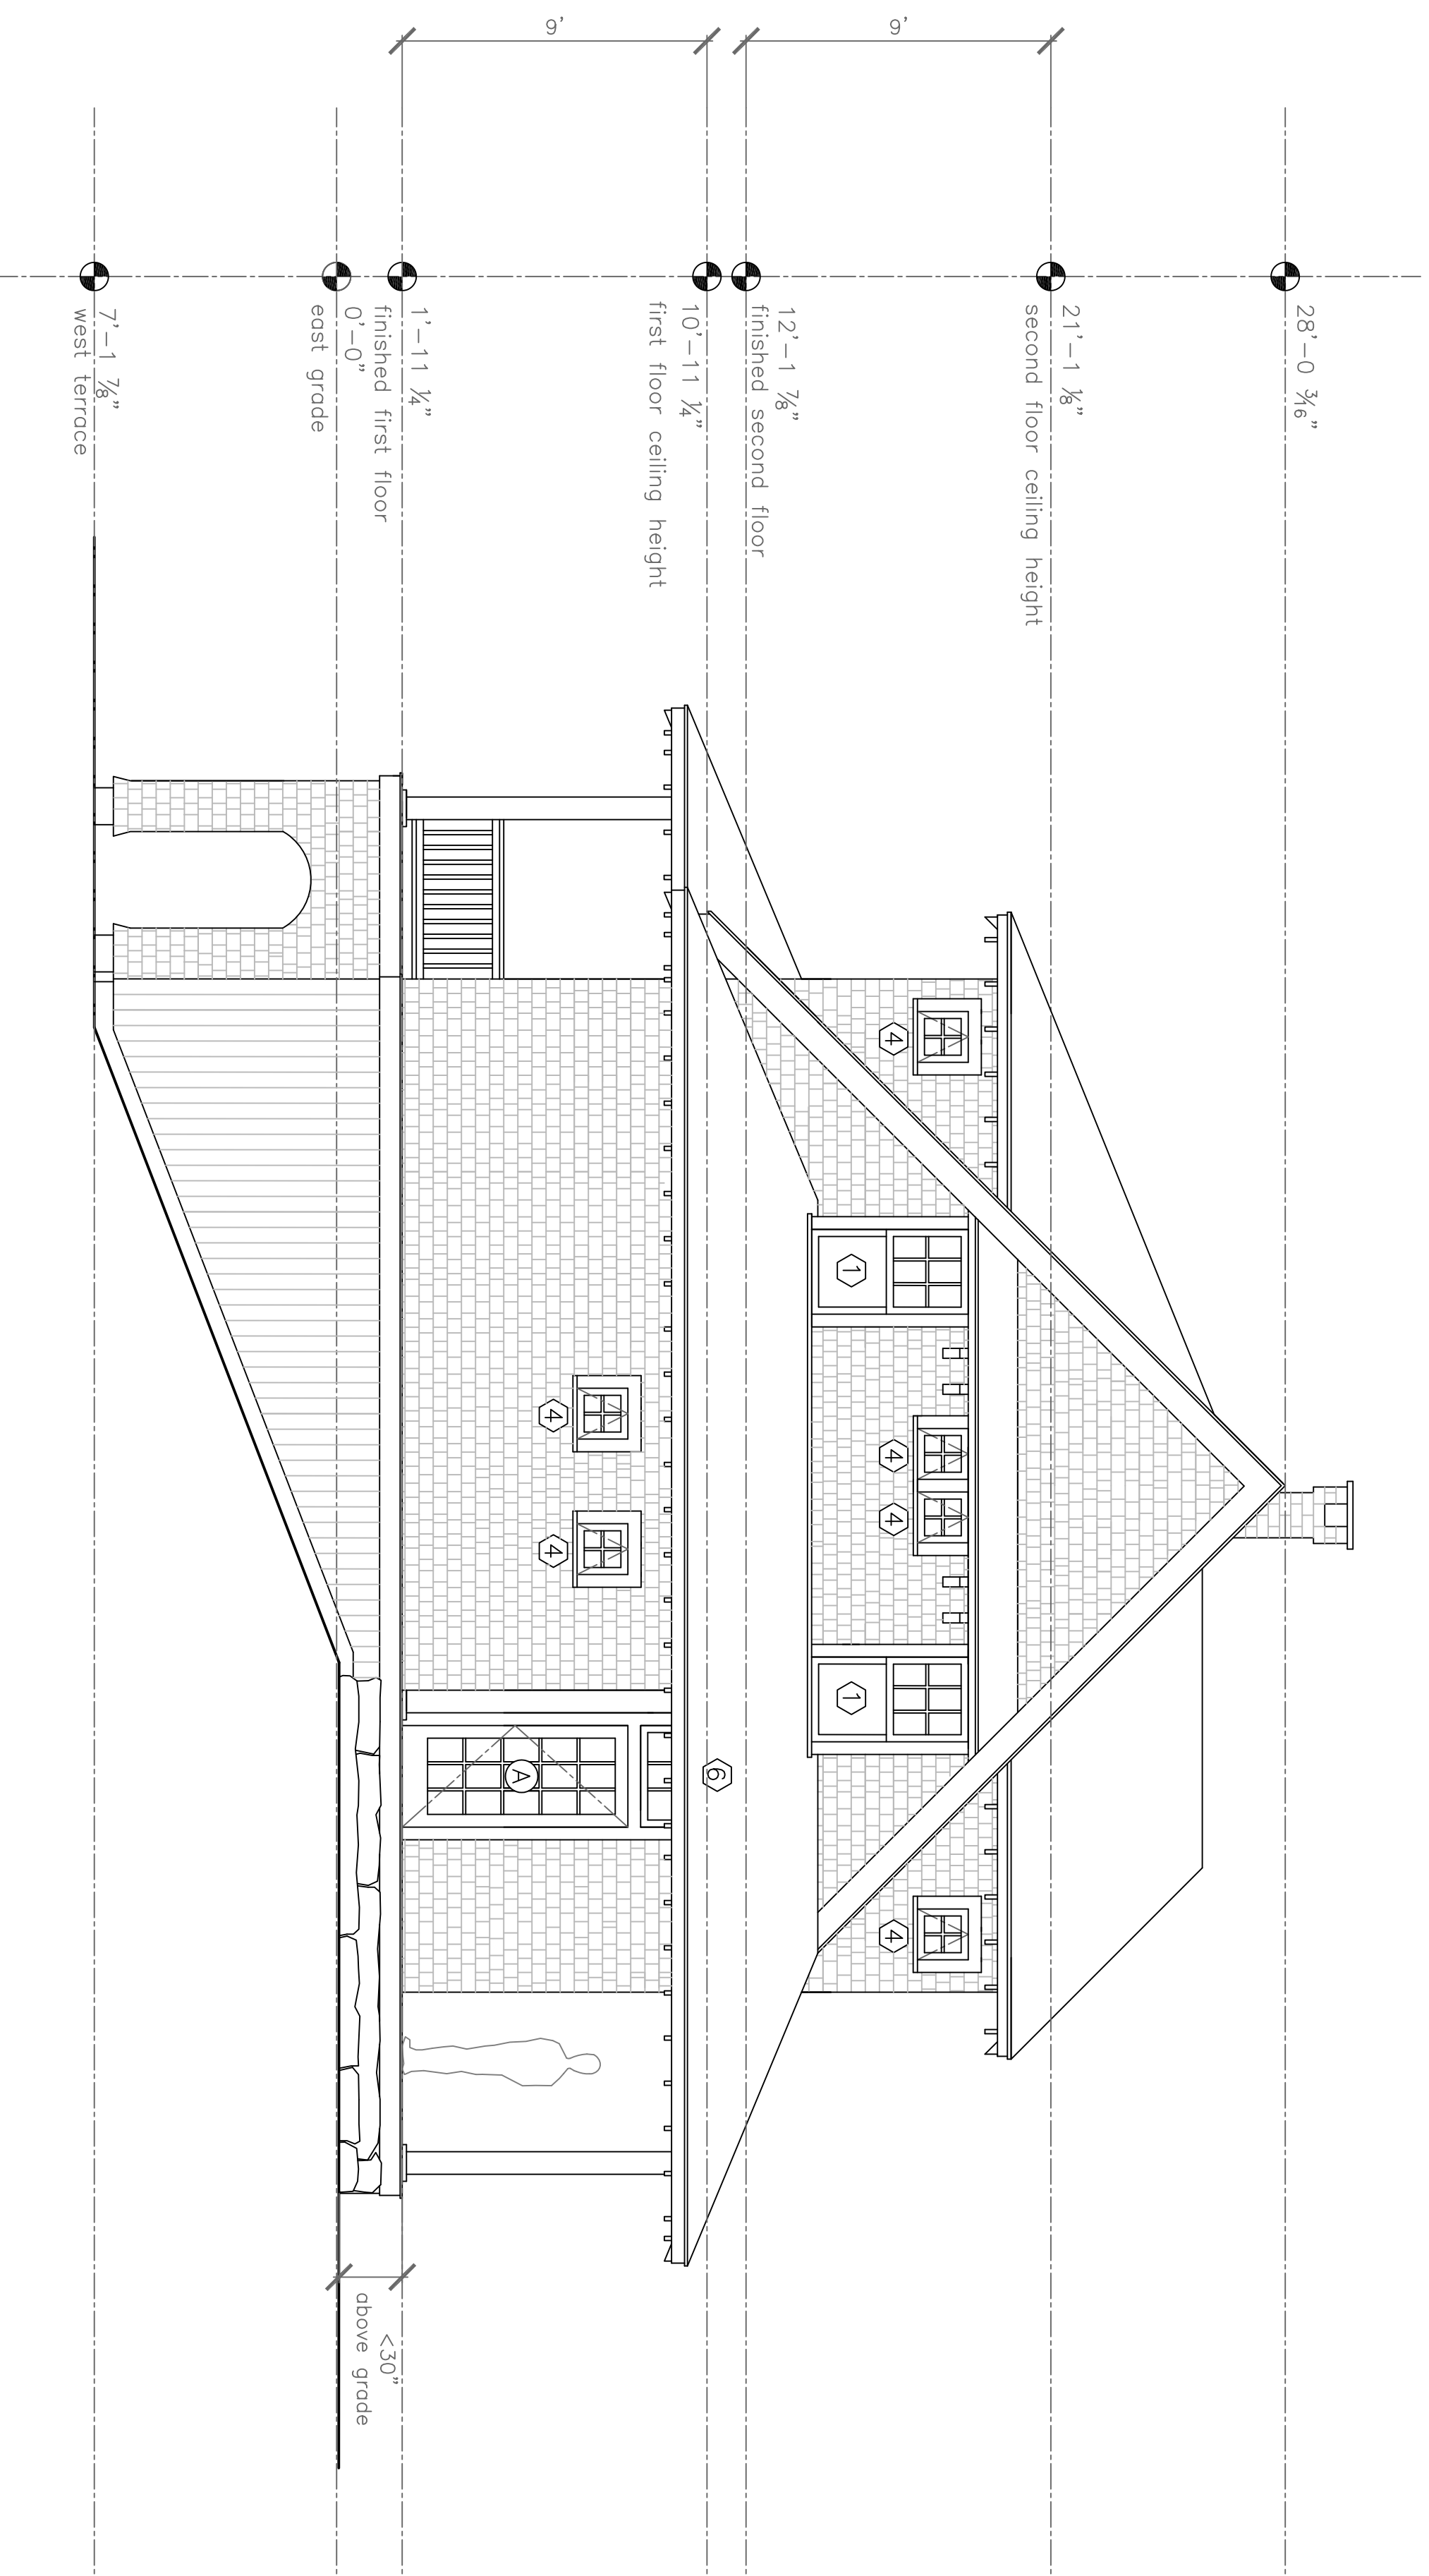 28'-0 3/16"
21'-1 1/8"
second floor ceiling height
9'
12'-1 7/8"
finished second floor
10'-11 1/4"
first floor ceiling height
9'
1'-11 1/4"
finished first floor
0'-0"
east grade
7'-1 7/8"
west terrace
4
4
4
4
1
1
6
4
4
A
<30"
above grade